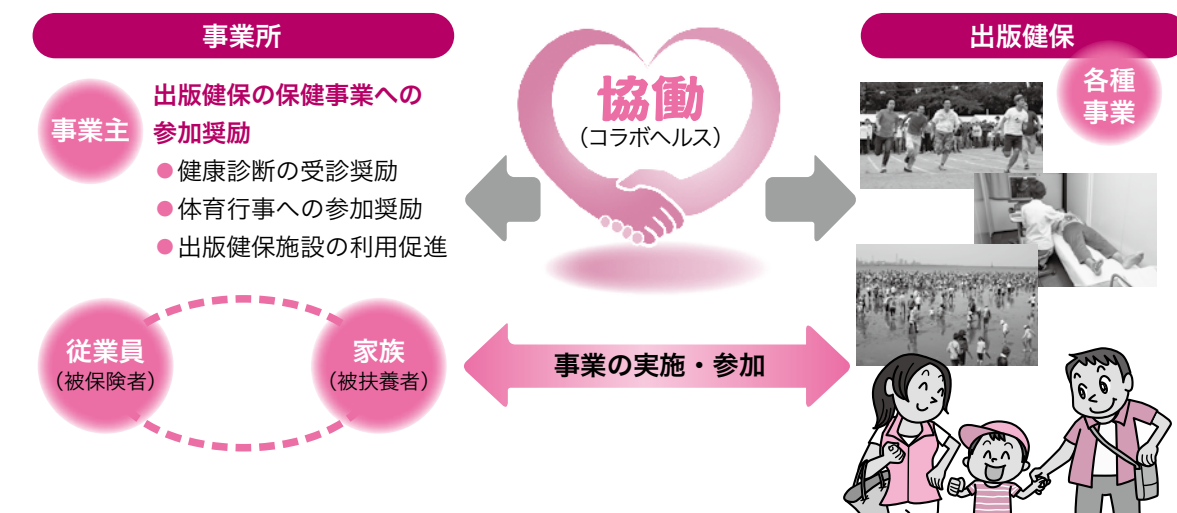 事業所
事業主
出版健保の保健事業への
参加奨励
●健康診断の受診奨励
●体育行事への参加奨励
●出版健保施設の利用促進
従業員
（被保険者）
家族
（被扶養者）
協働
（コラボヘルス）
事業の実施・参加
出版健保
各種
事業